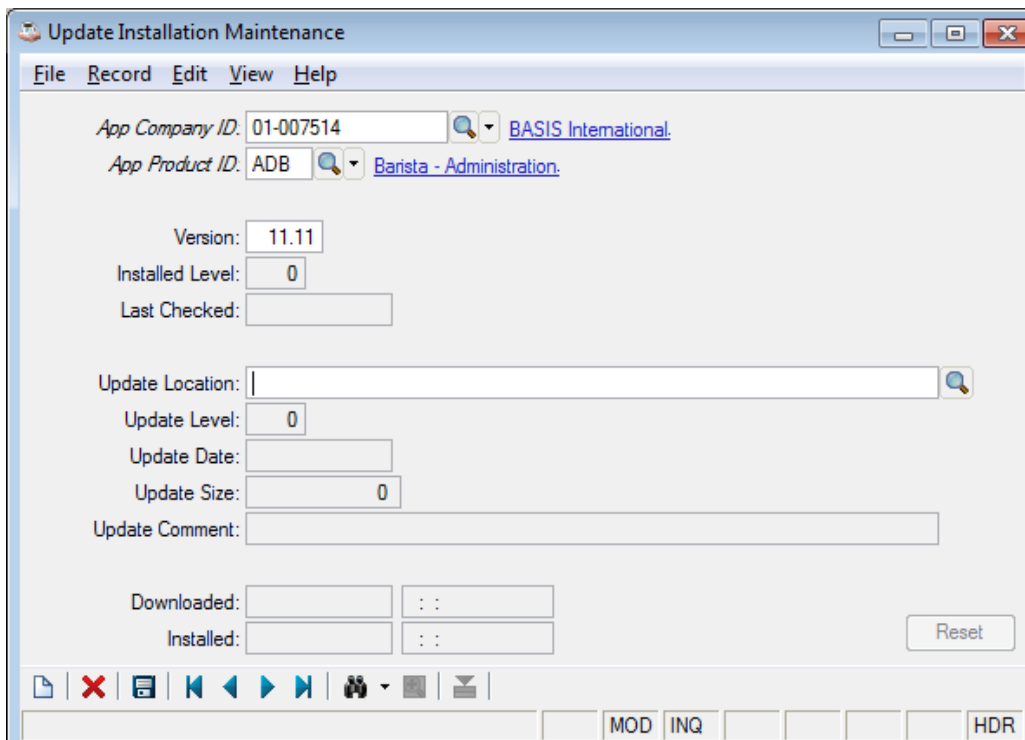 Update Installation Maintenance
File Record Edit View Help
App Company ID: 01-007514 BASIS International.
App Product ID: ADB Barista - Administration.
Version: 11.11
Installed Level: 0
Last Checked:
Update Location:
Update Level: 0
Update Date:
Update Size: 0
Update Comment:
Downloaded: : :
Installed: : :
Reset
MOD INQ HDR